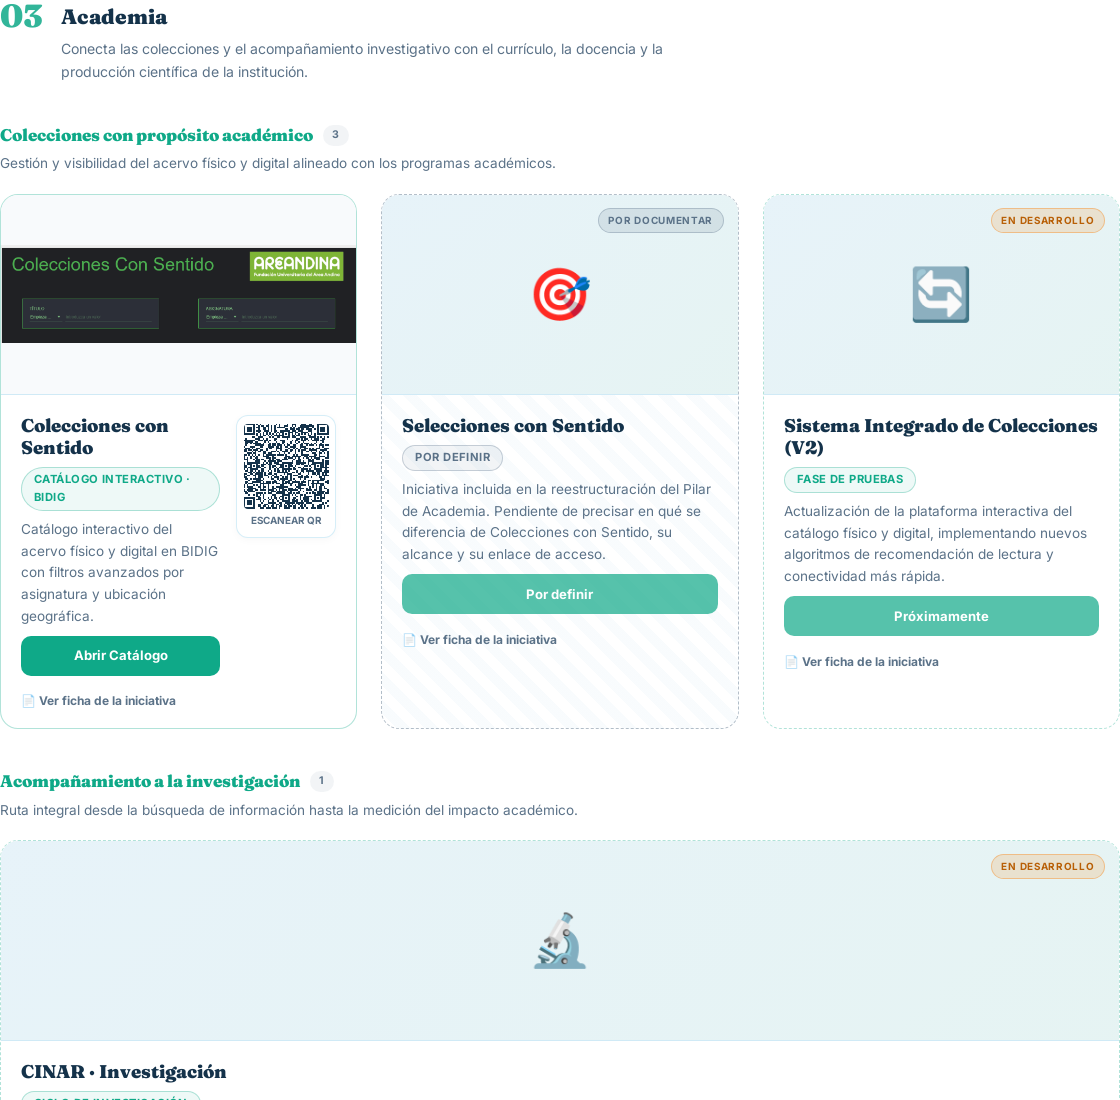 03
Academia
Conecta las colecciones y el acompañamiento investigativo con el currículo, la docencia y la
producción científica de la institución.
Colecciones con propósito académico
3
Gestión y visibilidad del acervo físico y digital alineado con los programas académicos.
Colecciones Con Sentido
AREANDINA
Fundación Universitaria del Área Andina
Colecciones con
Sentido
CATÁLOGO INTERACTIVO ·
BIDIG
Catálogo interactivo del
acervo físico y digital en BIDIG
con filtros avanzados por
asignatura y ubicación
geográfica.
ESCANEAR QR
Abrir Catálogo
📄 Ver ficha de la iniciativa
POR DOCUMENTAR
Selecciones con Sentido
POR DEFINIR
Iniciativa incluida en la reestructuración del Pilar
de Academia. Pendiente de precisar en qué se
diferencia de Colecciones con Sentido, su
alcance y su enlace de acceso.
Por definir
📄 Ver ficha de la iniciativa
EN DESARROLLO
Sistema Integrado de Colecciones
(V2)
FASE DE PRUEBAS
Actualización de la plataforma interactiva del
catálogo físico y digital, implementando nuevos
algoritmos de recomendación de lectura y
conectividad más rápida.
Próximamente
📄 Ver ficha de la iniciativa
Acompañamiento a la investigación
1
Ruta integral desde la búsqueda de información hasta la medición del impacto académico.
EN DESARROLLO
CINAR · Investigación
CICLO DE INVESTIGACIÓN